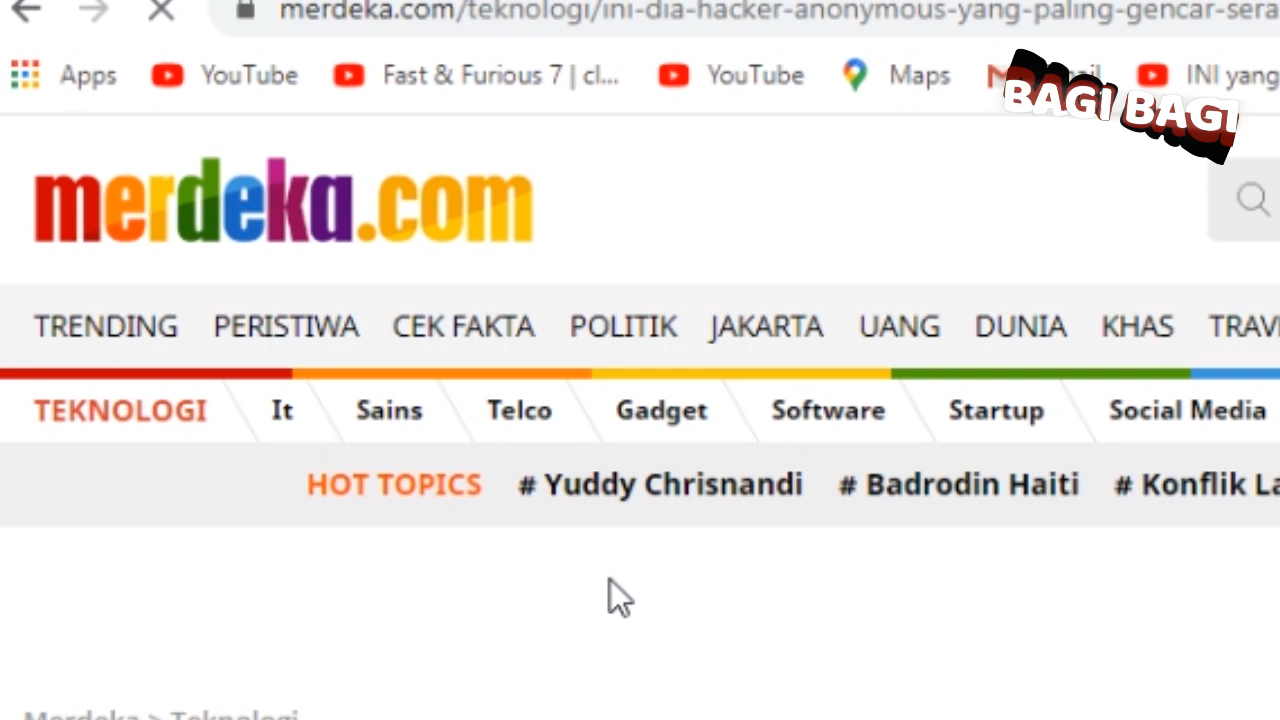 merdeka.com/teknologi/ini-dia-hacker-anonymous-yang-paling-gencar-sera
Apps YouTube Fast & Furious 7 | cl... YouTube Maps INI yang
BAGI BAGI
merdeka.com
TRENDING PERISTIWA CEK FAKTA POLITIK JAKARTA UANG DUNIA KHAS
TEKNOLOGI It Sains Telco Gadget Software Startup Social Media
HOT TOPICS # Yuddy Chrisnandi # Badrodin Haiti # Konflik
Merdeka > Teknologi